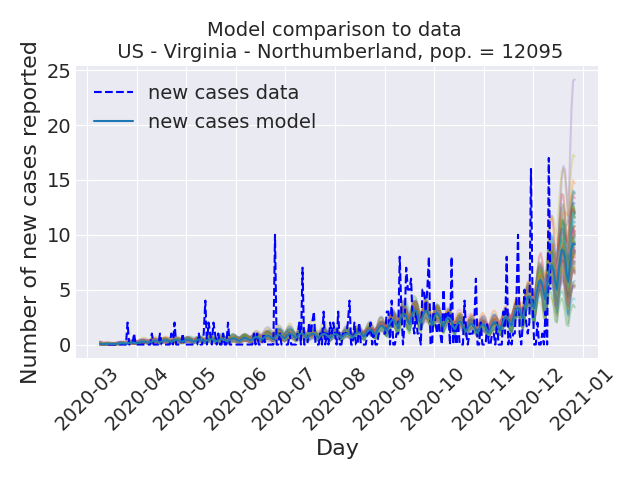 Model comparison to data
US - Virginia - Northumberland, pop. = 12095
Number of new cases reported
25
20
15
10
5
0
new cases data
new cases model
2020-03
2020-04
2020-05
2020-06
2020-07
2020-08
2020-09
2020-10
2020-11
2020-12
2021-01
Day